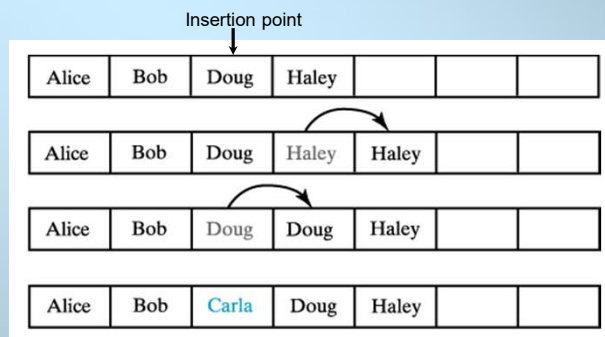 Insertion point
Alice Bob Doug Haley
Alice Bob Doug Haley Haley
Alice Bob Doug Doug Haley
Alice Bob Carla Doug Haley